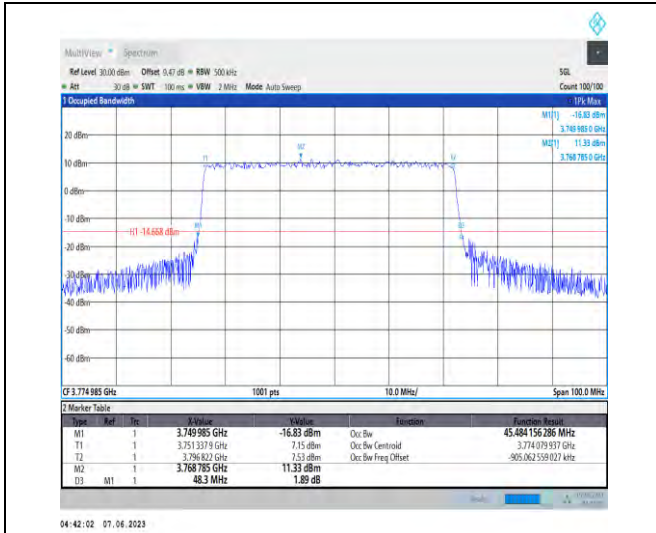 MultiView Spectrum
Ref Level 30.00 dBm Offset 9.47 dB RBW 500 kHz SGL
Att 30 dB SWT 100 ms VBW 2 MHz Mode Auto Sweep Count 100/100
1 Occupied Bandwidth 1Pk Max
M1[1] -16.83 dBm
3.749 985 0 GHz
M2[1] 11.33 dBm
3.768 785 0 GHz
20 dBm
M2
10 dBm
T1
T2
0 dBm
-10 dBm
H1 -14.668 dBm
M1
D3
-20 dBm
-30 dBm
-40 dBm
-50 dBm
-60 dBm
CF 3.774 985 GHz 1001 pts 10.0 MHz/ Span 100.0 MHz
2 Marker Table
Type Ref Trc X-Value Y-Value Function Function Result
M1 1 3.749 985 GHz -16.83 dBm Occ Bw 45.484 156 286 MHz
T1 1 3.751 337 9 GHz 7.15 dBm Occ Bw Centroid 3.774 079 937 GHz
T2 1 3.796 822 GHz 7.53 dBm Occ Bw Freq Offset -905.062 559 027 kHz
M2 1 3.768 785 GHz 11.33 dBm
D3 M1 1 48.3 MHz 1.89 dB
04:42:02 07.06.2023